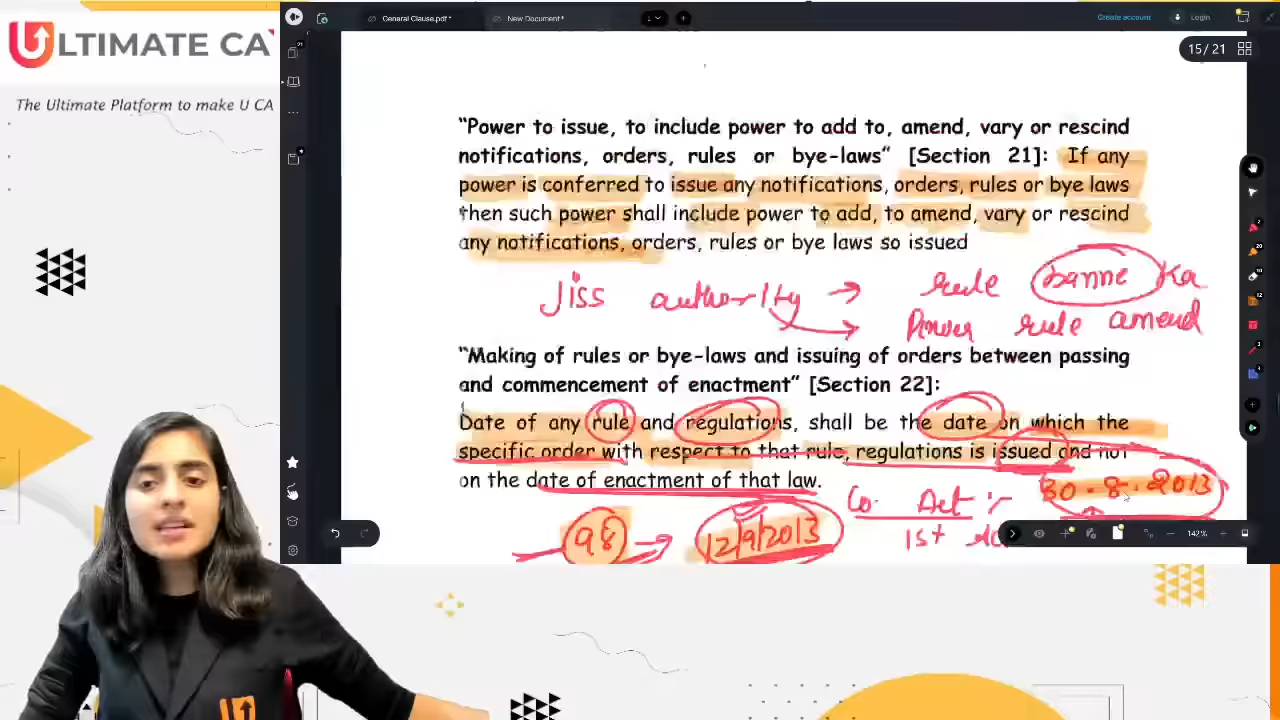 ULTIMATE CA
The Ultimate Platform to make U CA
General Clause.pdf*
New Document*
1
Create account
Login
15 / 21
"Power to issue, to include power to add to, amend, vary or rescind
notifications, orders, rules or bye-laws" [Section 21]: If any
power is conferred to issue any notifications, orders, rules or bye laws
then such power shall include power to add, to amend, vary or rescind
any notifications, orders, rules or bye laws so issued
Jiss authority → rule banne ka
Power rule amend
"Making of rules or bye-laws and issuing of orders between passing
and commencement of enactment" [Section 22]:
Date of any rule and regulations, shall be the date on which the
specific order with respect to that rule, regulations is issued and not
on the date of enactment of that law.
Co. Act :- 30.8.2013
98 → 12/9/2013
1st
142%